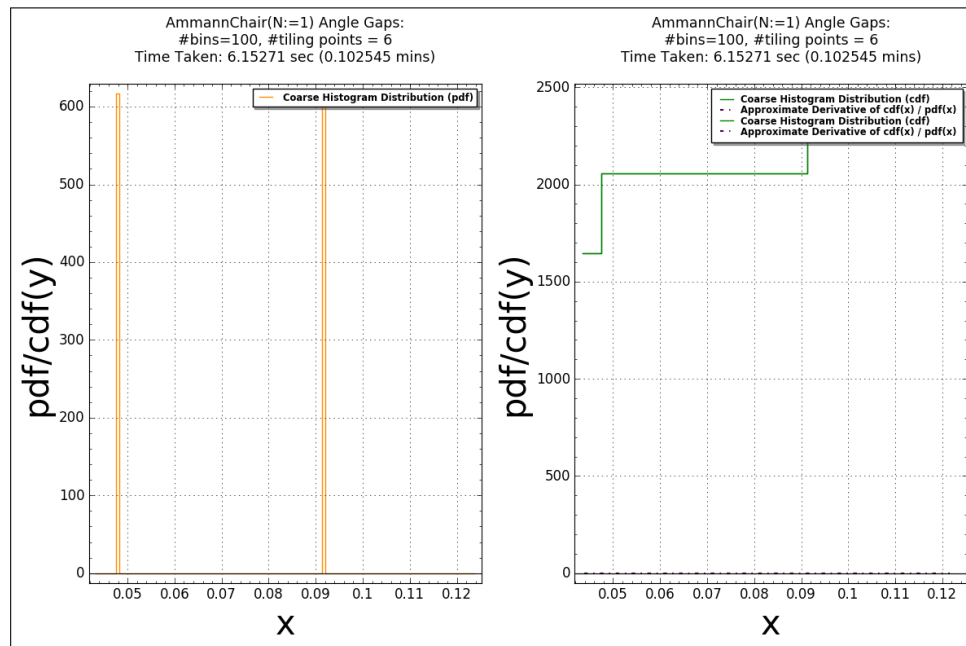 AmmannChair(N:=1) Angle Gaps:
#bins=100, #tiling points = 6
Time Taken: 6.15271 sec (0.102545 mins)
Coarse Histogram Distribution (pdf)
600
500
400
300
200
100
0
0.05 0.06 0.07 0.08 0.09 0.1 0.11 0.12
x
pdf/cdf(y)
AmmannChair(N:=1) Angle Gaps:
#bins=100, #tiling points = 6
Time Taken: 6.15271 sec (0.102545 mins)
Coarse Histogram Distribution (cdf)
Approximate Derivative of cdf(x) / pdf(x)
Coarse Histogram Distribution (cdf)
Approximate Derivative of cdf(x) / pdf(x)
2500
2000
1500
1000
500
0
0.05 0.06 0.07 0.08 0.09 0.1 0.11 0.12
x
pdf/cdf(y)